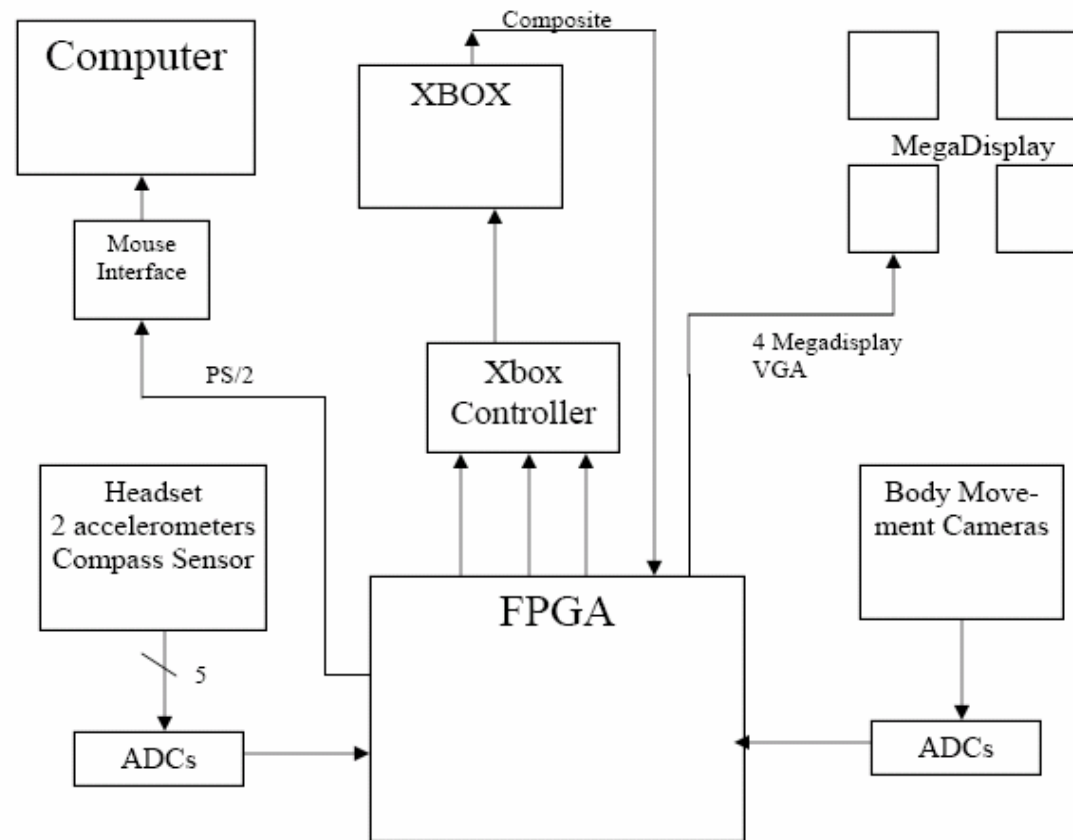 Composite
Computer
XBOX
MegaDisplay
Mouse
Interface
4 Megadisplay
VGA
PS/2
Xbox
Controller
Headset
2 accelerometers
Compass Sensor
Body Move-
ment Cameras
FPGA
5
ADCs
ADCs